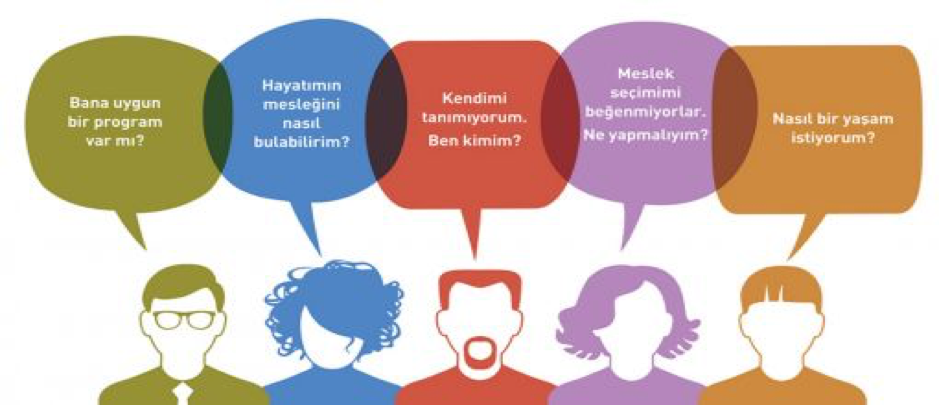 Bana uygun
bir program
var mı?
Hayatımın
mesleğini
nasıl
bulabilirim?
Kendimi
tanımıyorum.
Ben kimim?
Meslek
seçimimi
beğenmiyorlar.
Ne yapmalıyım?
Nasıl bir yaşam
istiyorum?